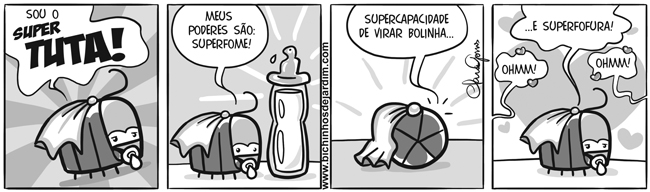 SOU O
SUPER
TUTA!
MEUS
PODERES SÃO:
SUPERFOME!
www.bichinhosdejardim.com
SUPERCAPACIDADE
DE VIRAR BOLINHA...
...E SUPERFOFURA!
OHMM!
OHMM!